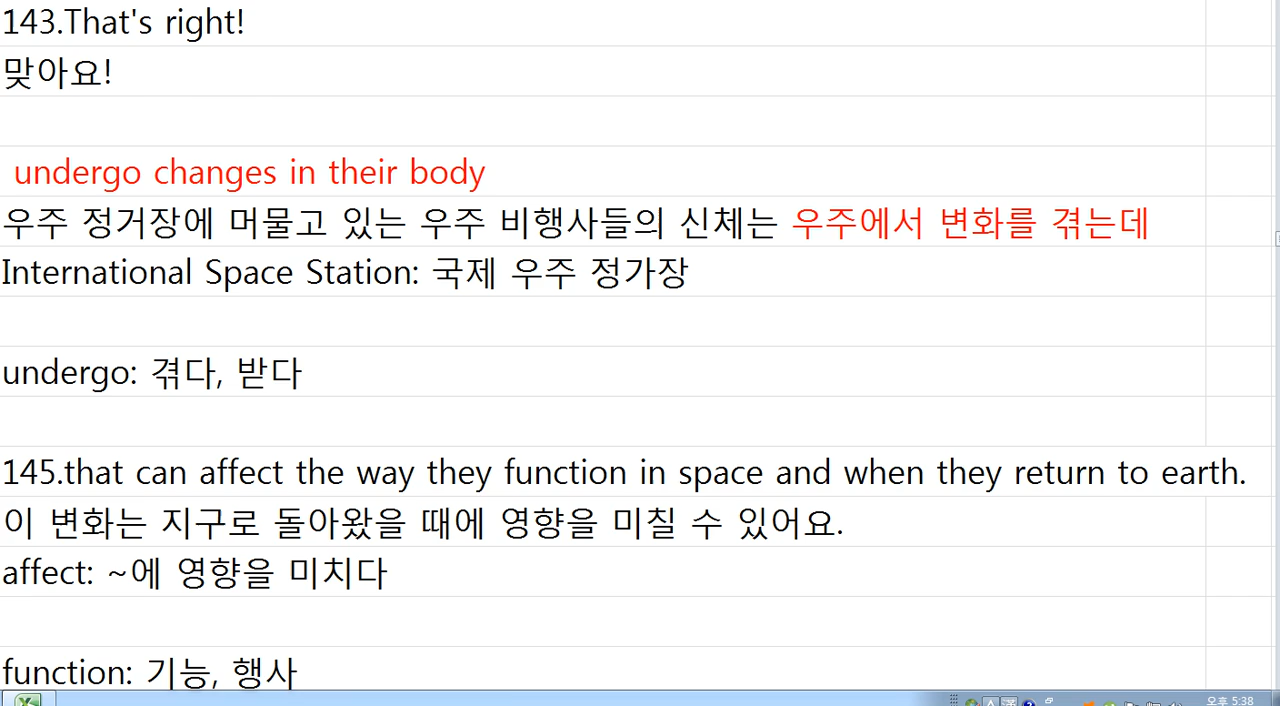 143.That's right!
맞아요!
undergo changes in their body
우주 정거장에 머물고 있는 우주 비행사들의 신체는 우주에서 변화를 겪는데
International Space Station: 국제 우주 정가장
undergo: 겪다, 받다
145.that can affect the way they function in space and when they return to earth.
이 변화는 지구로 돌아왔을 때에 영향을 미칠 수 있어요.
affect: ~에 영향을 미치다
function: 기능, 행사
오후 5:38